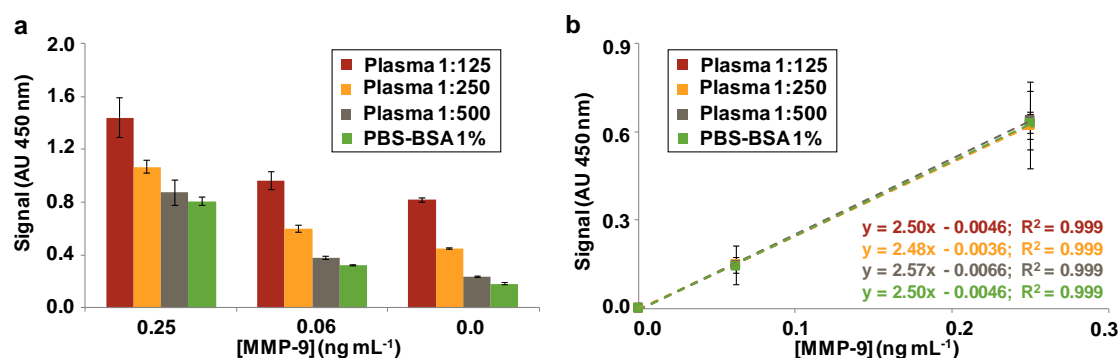 a
2.0
1.6
1.2
0.8
0.4
0.0
Signal (AU 450 nm)
Plasma 1:125
Plasma 1:250
Plasma 1:500
PBS-BSA 1%
0.25
0.06
0.0
[MMP-9] (ng mL⁻¹)
b
0.9
0.6
0.3
0.0
Signal (AU 450 nm)
Plasma 1:125
Plasma 1:250
Plasma 1:500
PBS-BSA 1%
y = 2.50x - 0.0046; R² = 0.999
y = 2.48x - 0.0036; R² = 0.999
y = 2.57x - 0.0066; R² = 0.999
y = 2.50x - 0.0046; R² = 0.999
0.0
0.1
0.2
0.3
[MMP-9] (ng mL⁻¹)